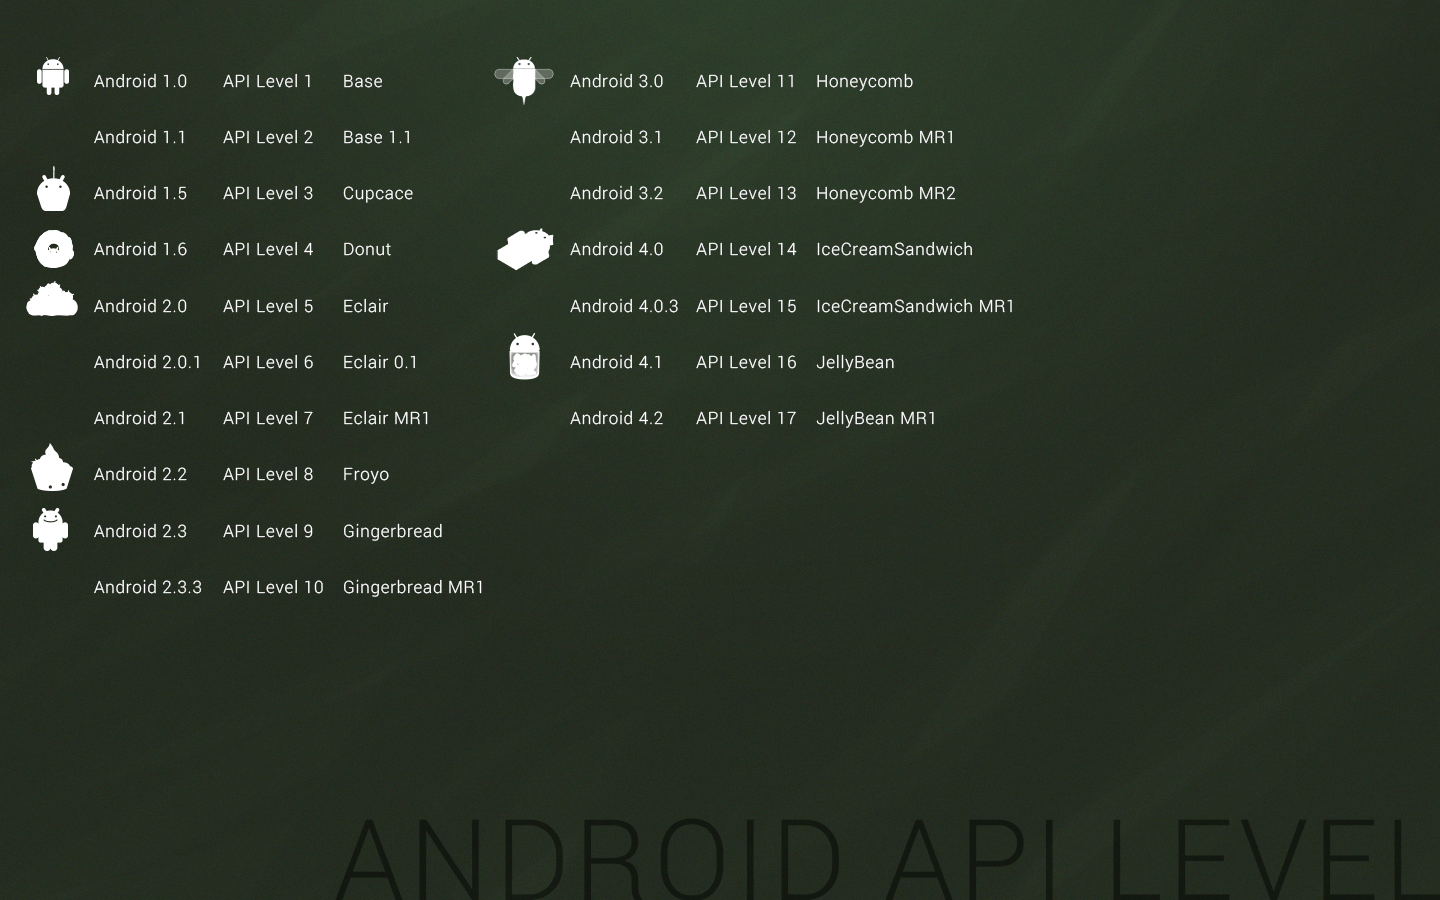 Android 1.0 API Level 1 Base
Android 1.1 API Level 2 Base 1.1
Android 1.5 API Level 3 Cupcace
Android 1.6 API Level 4 Donut
Android 2.0 API Level 5 Eclair
Android 2.0.1 API Level 6 Eclair 0.1
Android 2.1 API Level 7 Eclair MR1
Android 2.2 API Level 8 Froyo
Android 2.3 API Level 9 Gingerbread
Android 2.3.3 API Level 10 Gingerbread MR1
Android 3.0 API Level 11 Honeycomb
Android 3.1 API Level 12 Honeycomb MR1
Android 3.2 API Level 13 Honeycomb MR2
Android 4.0 API Level 14 IceCreamSandwich
Android 4.0.3 API Level 15 IceCreamSandwich MR1
Android 4.1 API Level 16 JellyBean
Android 4.2 API Level 17 JellyBean MR1
ANDROID API LEVEL